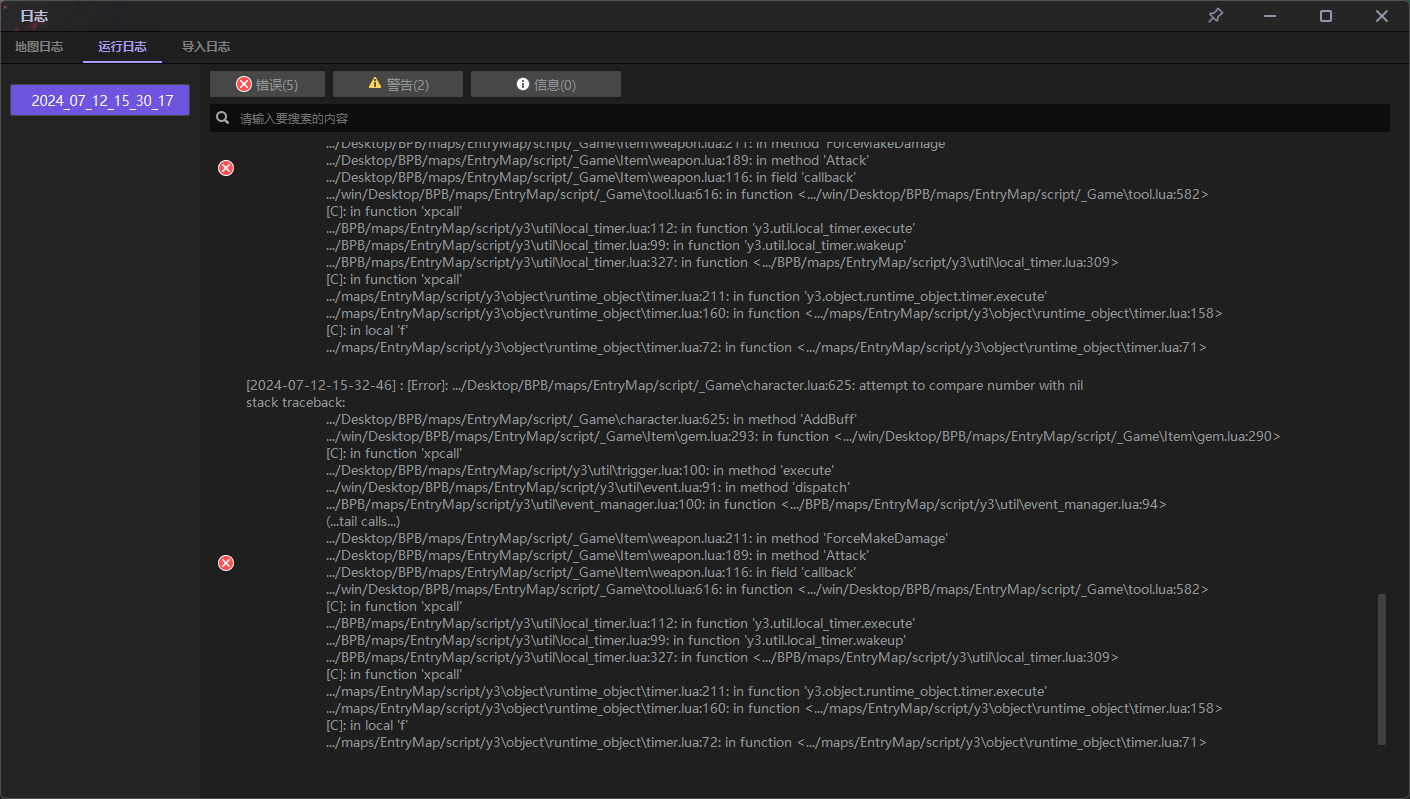 日志
地图日志 运行日志 导入日志
2024_07_12_15_30_17
错误(5) 警告(2) 信息(0)
请输入要搜索的内容
.../Desktop/BPB/maps/EntryMap/script/_Game\Item\weapon.lua:211: in method 'ForceMakeDamage'
.../Desktop/BPB/maps/EntryMap/script/_Game\Item\weapon.lua:189: in method 'Attack'
.../Desktop/BPB/maps/EntryMap/script/_Game\Item\weapon.lua:116: in field 'callback'
.../win/Desktop/BPB/maps/EntryMap/script/_Game\tool.lua:616: in function <.../win/Desktop/BPB/maps/EntryMap/script/_Game\tool.lua:582>
[C]: in function 'xpcall'
.../BPB/maps/EntryMap/script/y3\util\local_timer.lua:112: in function 'y3.util.local_timer.execute'
.../BPB/maps/EntryMap/script/y3\util\local_timer.lua:99: in function 'y3.util.local_timer.wakeup'
.../BPB/maps/EntryMap/script/y3\util\local_timer.lua:327: in function <.../BPB/maps/EntryMap/script/y3\util\local_timer.lua:309>
[C]: in function 'xpcall'
.../maps/EntryMap/script/y3\object\runtime_object\timer.lua:211: in function 'y3.object.runtime_object.timer.execute'
.../maps/EntryMap/script/y3\object\runtime_object\timer.lua:160: in function <.../maps/EntryMap/script/y3\object\runtime_object\timer.lua:158>
[C]: in local 'f'
.../maps/EntryMap/script/y3\object\runtime_object\timer.lua:72: in function <.../maps/EntryMap/script/y3\object\runtime_object\timer.lua:71>
[2024-07-12-15-32-46] : [Error]: .../Desktop/BPB/maps/EntryMap/script/_Game\character.lua:625: attempt to compare number with nil
stack traceback:
.../Desktop/BPB/maps/EntryMap/script/_Game\character.lua:625: in method 'AddBuff'
.../win/Desktop/BPB/maps/EntryMap/script/_Game\Item\gem.lua:293: in function <.../win/Desktop/BPB/maps/EntryMap/script/_Game\Item\gem.lua:290>
[C]: in function 'xpcall'
.../Desktop/BPB/maps/EntryMap/script/y3\util\trigger.lua:100: in method 'execute'
.../win/Desktop/BPB/maps/EntryMap/script/y3\util\event.lua:91: in method 'dispatch'
.../BPB/maps/EntryMap/script/y3\util\event_manager.lua:100: in function <.../BPB/maps/EntryMap/script/y3\util\event_manager.lua:94>
(...tail calls...)
.../Desktop/BPB/maps/EntryMap/script/_Game\Item\weapon.lua:211: in method 'ForceMakeDamage'
.../Desktop/BPB/maps/EntryMap/script/_Game\Item\weapon.lua:189: in method 'Attack'
.../Desktop/BPB/maps/EntryMap/script/_Game\Item\weapon.lua:116: in field 'callback'
.../win/Desktop/BPB/maps/EntryMap/script/_Game\tool.lua:616: in function <.../win/Desktop/BPB/maps/EntryMap/script/_Game\tool.lua:582>
[C]: in function 'xpcall'
.../BPB/maps/EntryMap/script/y3\util\local_timer.lua:112: in function 'y3.util.local_timer.execute'
.../BPB/maps/EntryMap/script/y3\util\local_timer.lua:99: in function 'y3.util.local_timer.wakeup'
.../BPB/maps/EntryMap/script/y3\util\local_timer.lua:327: in function <.../BPB/maps/EntryMap/script/y3\util\local_timer.lua:309>
[C]: in function 'xpcall'
.../maps/EntryMap/script/y3\object\runtime_object\timer.lua:211: in function 'y3.object.runtime_object.timer.execute'
.../maps/EntryMap/script/y3\object\runtime_object\timer.lua:160: in function <.../maps/EntryMap/script/y3\object\runtime_object\timer.lua:158>
[C]: in local 'f'
.../maps/EntryMap/script/y3\object\runtime_object\timer.lua:72: in function <.../maps/EntryMap/script/y3\object\runtime_object\timer.lua:71>